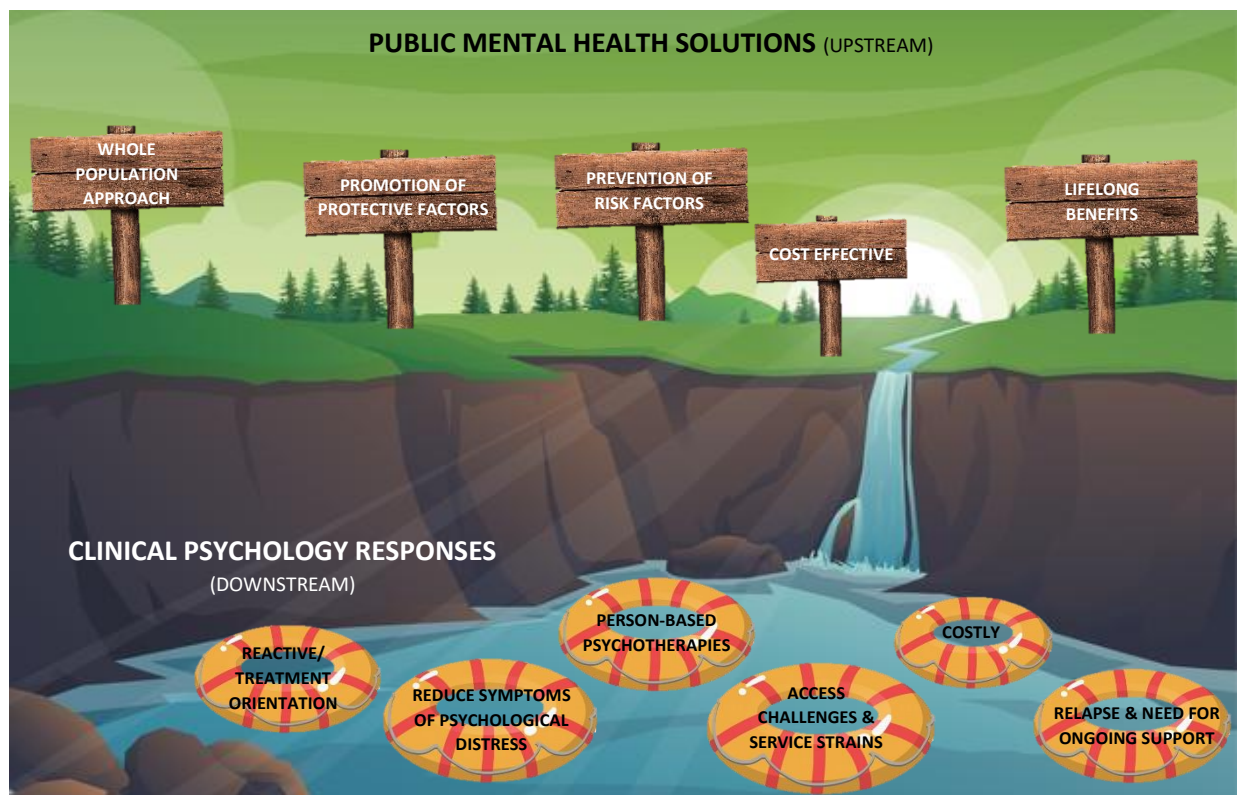 PUBLIC MENTAL HEALTH SOLUTIONS (UPSTREAM)
WHOLE
POPULATION
APPROACH
PROMOTION OF
PROTECTIVE FACTORS
PREVENTION OF
RISK FACTORS
COST EFFECTIVE
LIFELONG
BENEFITS
CLINICAL PSYCHOLOGY RESPONSES
(DOWNSTREAM)
REACTIVE/
TREATMENT
ORIENTATION
REDUCE SYMPTOMS
OF PSYCHOLOGICAL
DISTRESS
PERSON-BASED
PSYCHOTHERAPIES
ACCESS
CHALLENGES &
SERVICE STRAINS
COSTLY
RELAPSE & NEED FOR
ONGOING SUPPORT